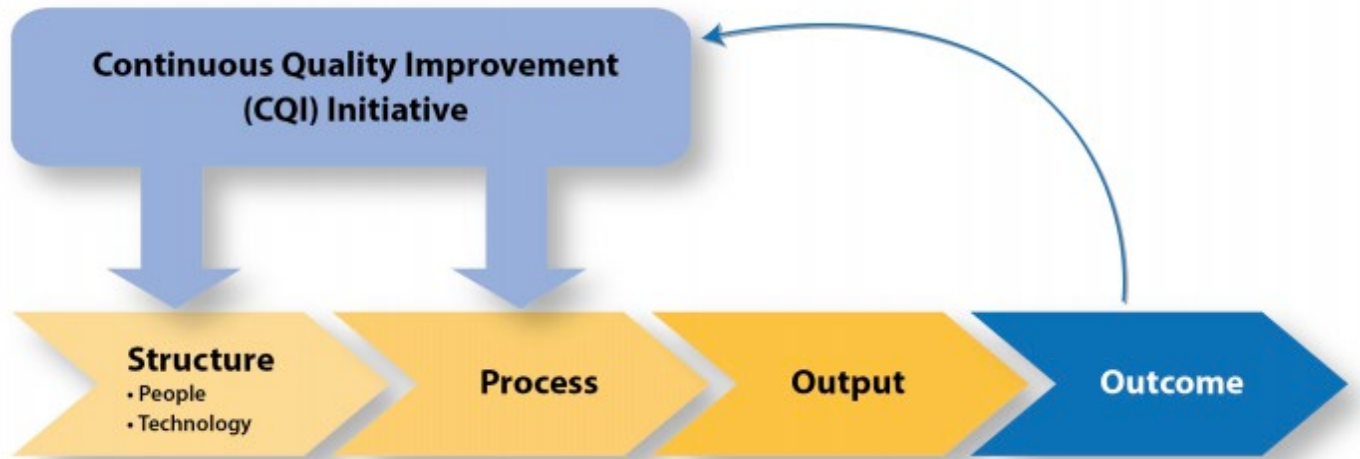 Continuous Quality Improvement
(CQI) Initiative
Structure
• People
• Technology
Process
Output
Outcome